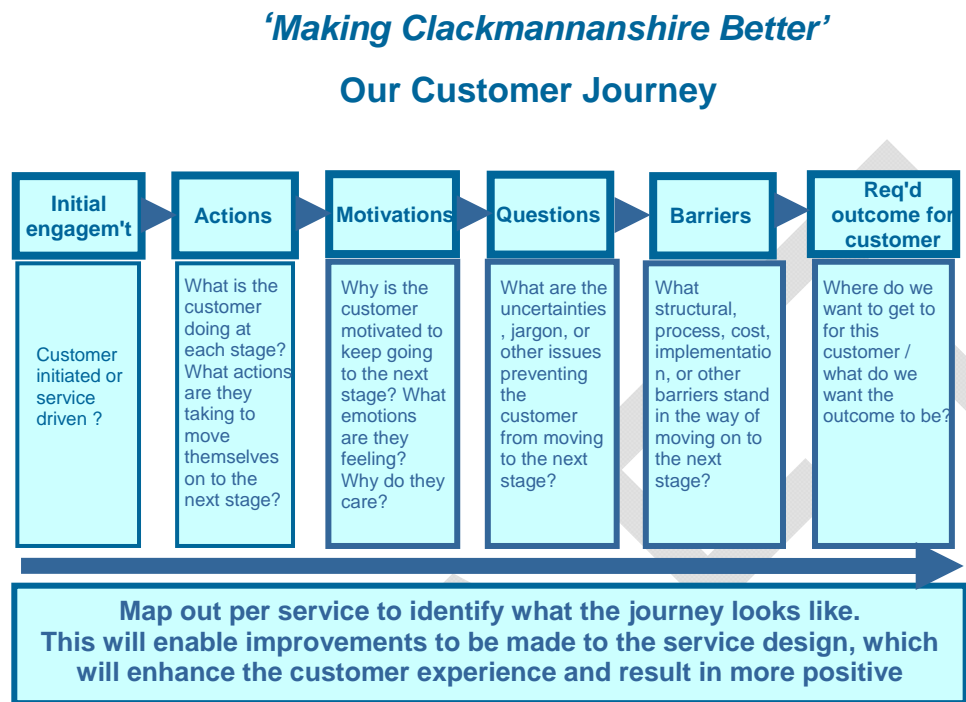 ‘Making Clackmannanshire Better’
Our Customer Journey
Initial
engagem't
Actions
Motivations
Questions
Barriers
Req'd
outcome for
customer
Customer
initiated or
service
driven ?
What is the
customer
doing at
each stage?
What actions
are they
taking to
move
themselves
on to the
next stage?
Why is the
customer
motivated to
keep going
to the next
stage? What
emotions
are they
feeling?
Why do they
care?
What are the
uncertainties
, jargon, or
other issues
preventing
the
customer
from moving
to the next
stage?
What
structural,
process, cost,
implementatio
n, or other
barriers stand
in the way of
moving on to
the next
stage?
Where do we
want to get to
for this
customer /
what do we
want the
outcome to be?
Map out per service to identify what the journey looks like.
This will enable improvements to be made to the service design, which
will enhance the customer experience and result in more positive